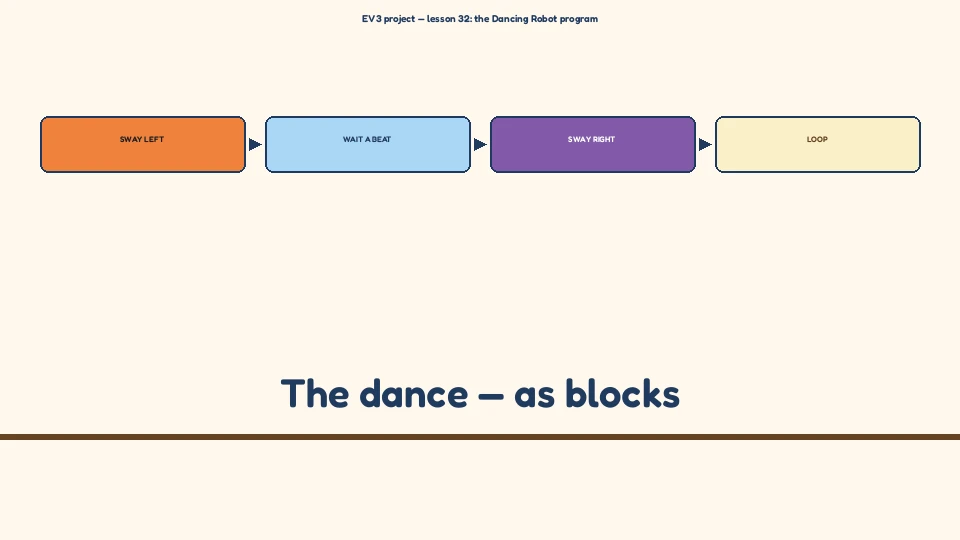 EV3 project — lesson 32: the Dancing Robot program
SWAY LEFT
WAIT A BEAT
SWAY RIGHT
LOOP
The dance — as blocks